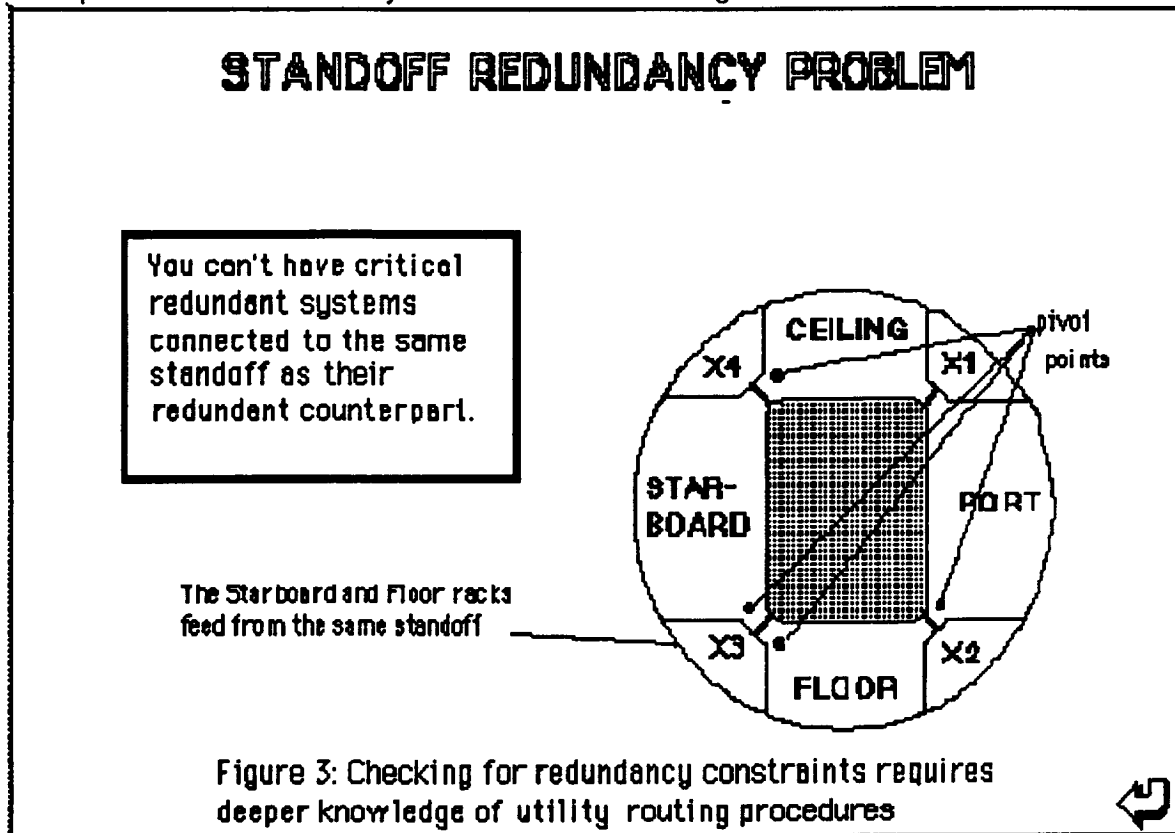 STANDOFF REDUNDANCY PROBLEM
You can't have critical
redundant systems
connected to the same
standoff as their
redundant counterpart.
CEILING
pivot
points
X4
X1
STAR-
BOARD
PORT
The Starboard and Floor racks
feed from the same standoff
X3
X2
FLOOR
Figure 3: Checking for redundancy constraints requires
deeper knowledge of utility routing procedures